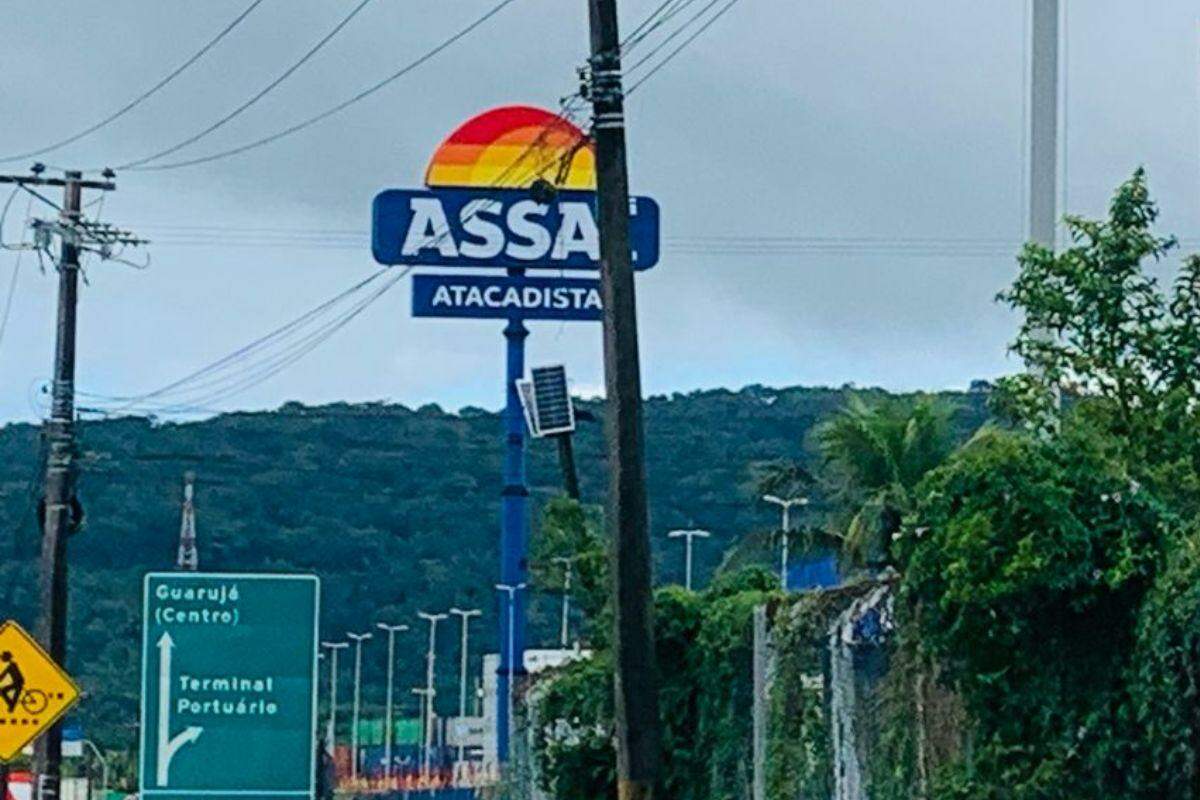 ASSAÍ
ATACADISTA
Guarujá
(Centro)
Terminal
Portuário